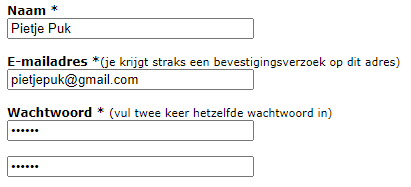 Naam *
Pietje Puk
E-mailadres *(je krijgt straks een bevestigingsverzoek op dit adres)
pietjepuk@gmail.com
Wachtwoord * (vul twee keer hetzelfde wachtwoord in)
••••••
••••••